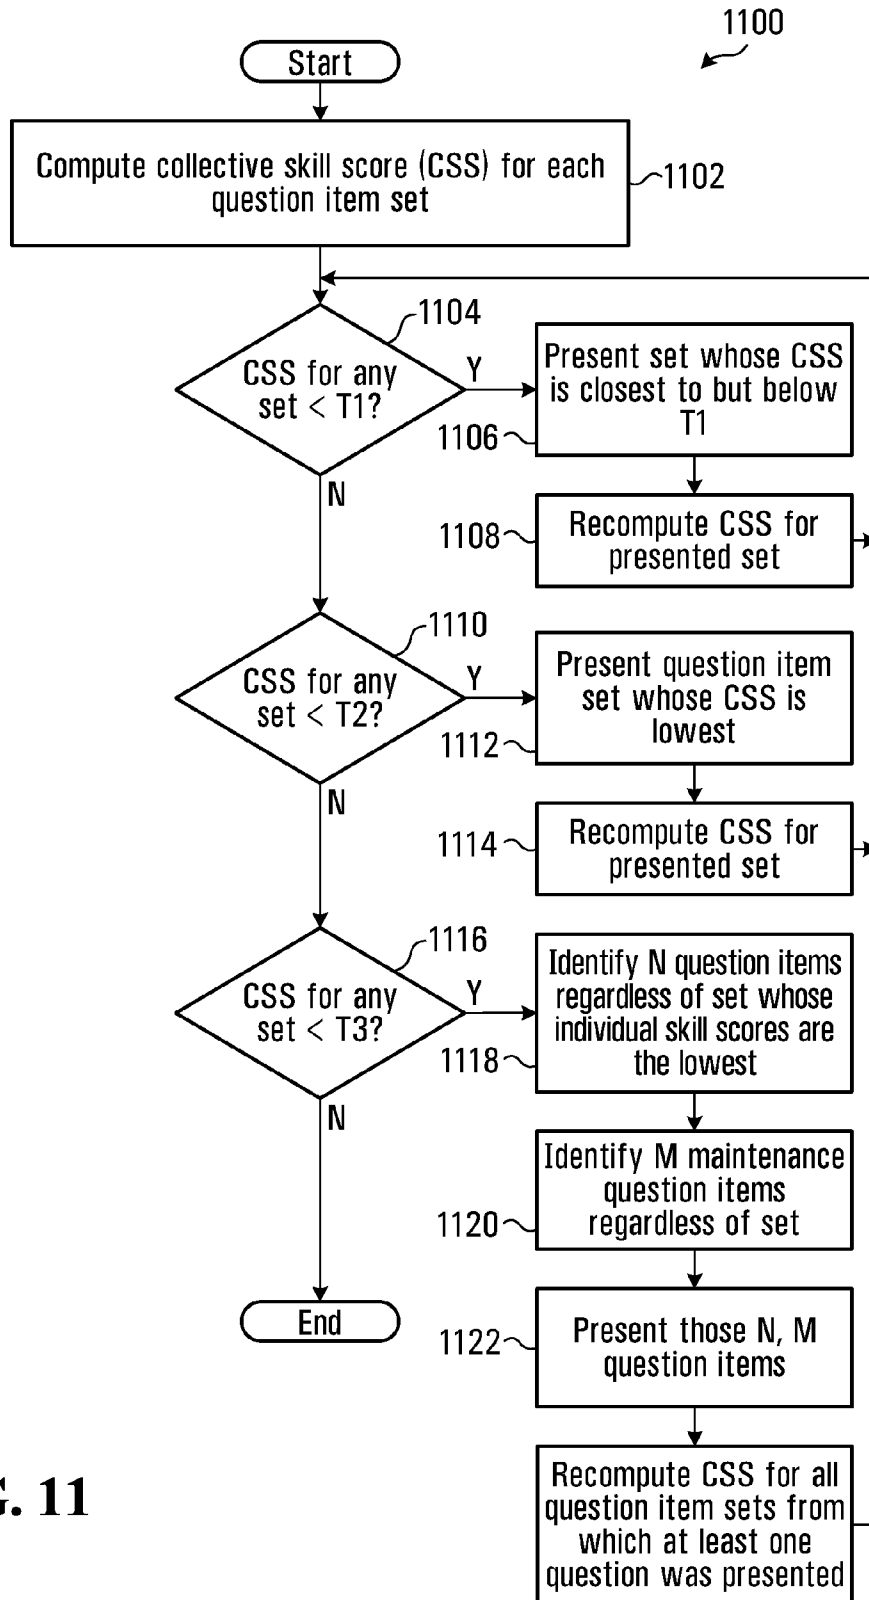 1100
Start
Compute collective skill score (CSS) for each
question item set
1102
1104
CSS for any
set < T1?
Y
N
Present set whose CSS
is closest to but below
T1
1106
1108
Recompute CSS for
presented set
1110
CSS for any
set < T2?
Y
N
Present question item
set whose CSS is
lowest
1112
1114
Recompute CSS for
presented set
1116
CSS for any
set < T3?
Y
N
Identify N question items
regardless of set whose
individual skill scores are
the lowest
1118
Identify M maintenance
question items
regardless of set
1120
End
1122
Present those N, M
question items
Recompute CSS for all
question item sets from
which at least one
question was presented
G. 11